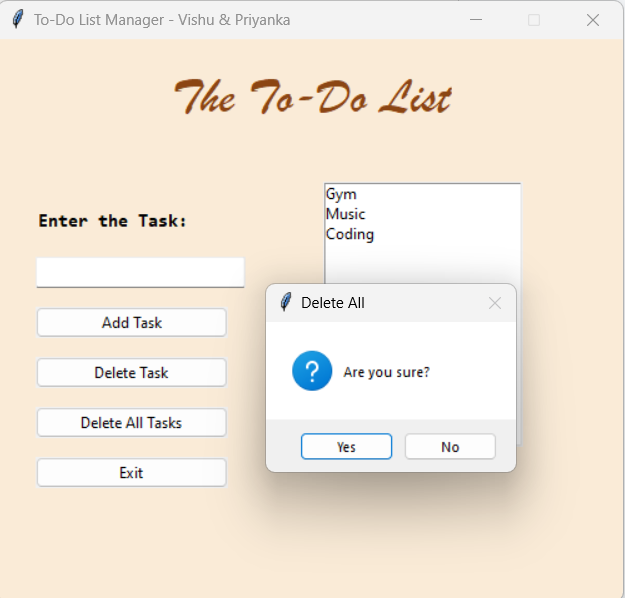 To-Do List Manager - Vishu & Priyanka
The To-Do List
Enter the Task:
Gym
Music
Coding
Add Task
Delete Task
Delete All Tasks
Exit
Delete All
Are you sure?
Yes
No